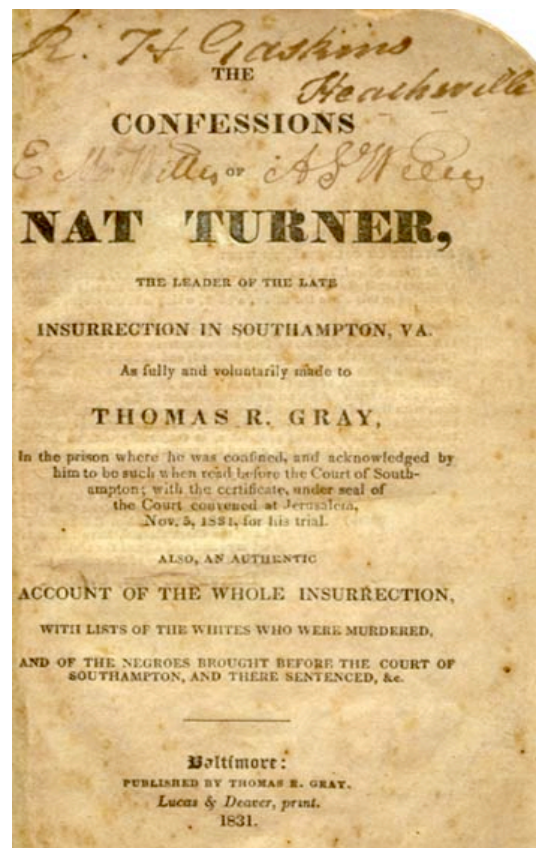 R. H Gaskins
THE
Heathsville
CONFESSIONS
OF
NAT TURNER,
THE LEADER OF THE LATE
INSURRECTION IN SOUTHAMPTON, VA.
As fully and voluntarily made to
THOMAS R. GRAY,
In the prison where he was confined, and acknowledged by
him to be such when read before the Court of South-
ampton; with the certificate, under seal of
the Court convened at Jerusalem,
Nov. 5, 1831, for his trial.
ALSO, AN AUTHENTIC
ACCOUNT OF THE WHOLE INSURRECTION,
WITH LISTS OF THE WHITES WHO WERE MURDERED,
AND OF THE NEGROES BROUGHT BEFORE THE COURT OF
SOUTHAMPTON, AND THERE SENTENCED, &c.
Baltimore:
PUBLISHED BY THOMAS R. GRAY.
Lucas & Deaver, print.
1831.